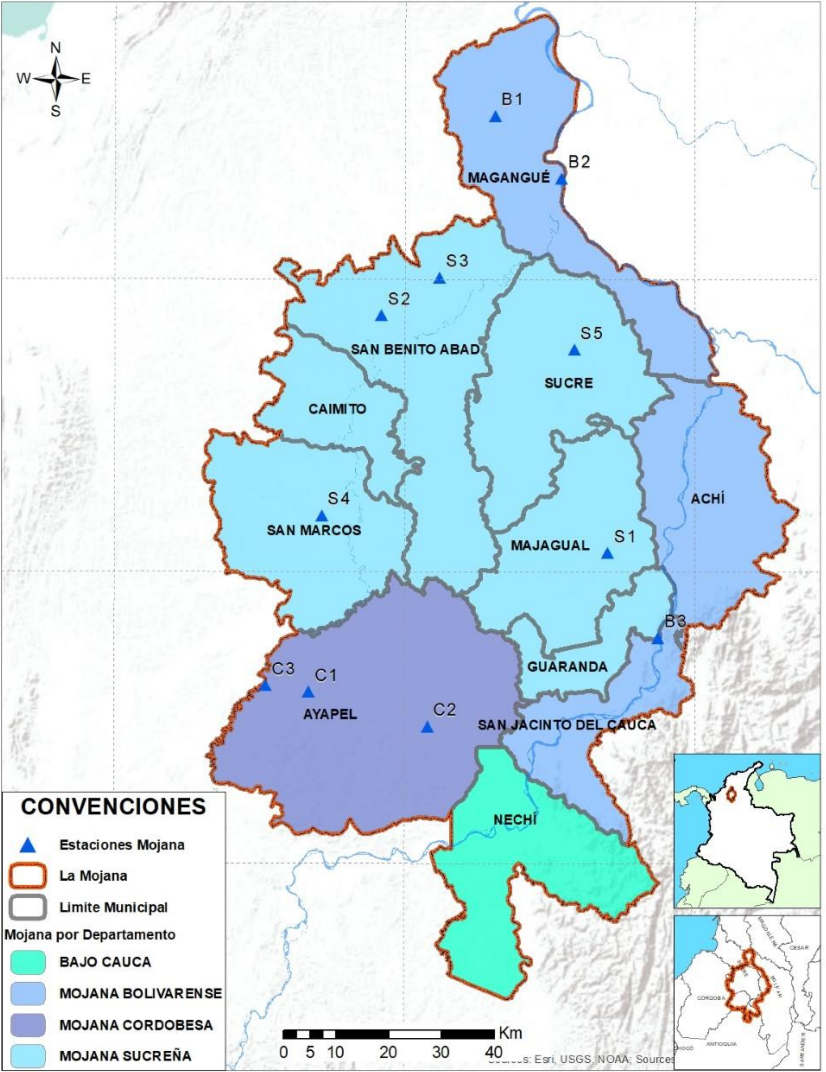 N
W E
S
B1
B2
MAGANGUÉ
S3
S2
SAN BENITO ABAD
S5
SUCRE
CAIMITO
S4
SAN MARCOS
ACHÍ
MAJAGUAL
S1
B3
GUARANDA
C3
C1
AYAPEL
C2
SAN JACINTO DEL CAUCA
NECHÍ
CONVENCIONES
Estaciones Mojana
La Mojana
Limite Municipal
Mojana por Departamento
BAJO CAUCA
MOJANA BOLIVARENSE
MOJANA CORDOBESA
MOJANA SUCREÑA
Km
0 5 10 20 30 40
Sources: Esri, USGS, NOAA, Sources
MAGDALENA
CESAR
BOLIVAR
CORDOBA
ANTIOQUIA
SANTANDER